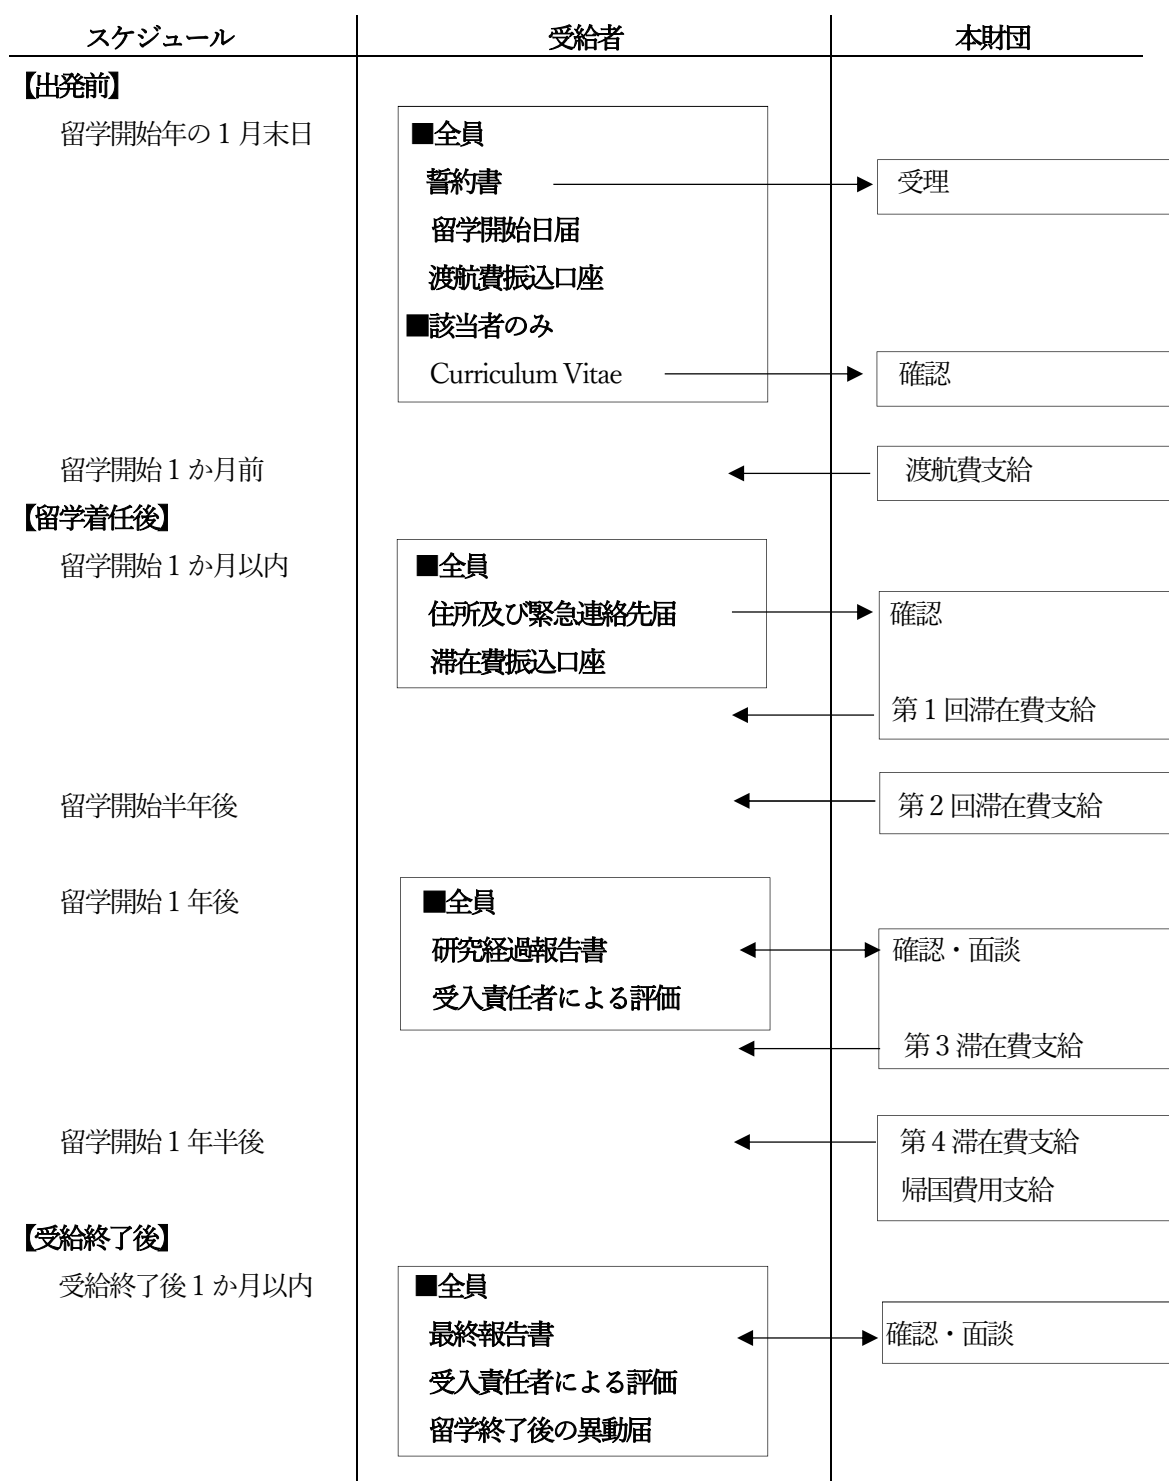 スケジュール 受給者 本財団
【出発前】
留学開始年の1月末日 ■全員
誓約書 受理
留学開始日届
渡航費振込口座
■該当者のみ
Curriculum Vitae 確認
留学開始1か月前 渡航費支給
【留学着任後】
留学開始1か月以内 ■全員
住所及び緊急連絡先届 確認
滞在費振込口座
第1回滞在費支給
留学開始半年後 第2回滞在費支給
留学開始1年後 ■全員
研究経過報告書 確認・面談
受入責任者による評価
第3滞在費支給
留学開始1年半後 第4滞在費支給
帰国費用支給
【受給終了後】
受給終了後1か月以内 ■全員
最終報告書 確認・面談
受入責任者による評価
留学終了後の異動届